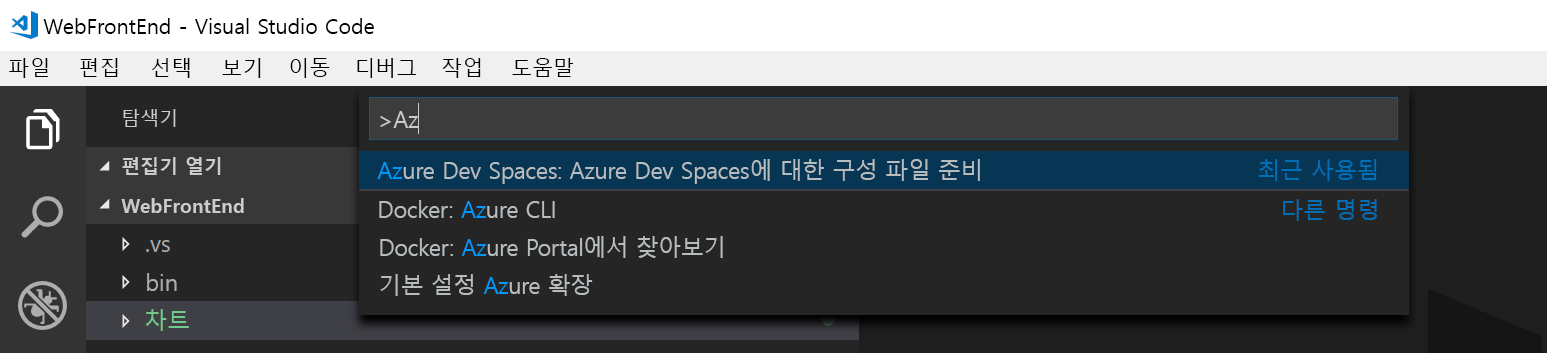 WebFrontEnd - Visual Studio Code
파일 편집 선택 보기 이동 디버그 작업 도움말
탐색기
>Az
편집기 열기
Azure Dev Spaces: Azure Dev Spaces에 대한 구성 파일 준비 최근 사용됨
WebFrontEnd
Docker: Azure CLI 다른 명령
.vs
Docker: Azure Portal에서 찾아보기
bin
기본 설정 Azure 확장
차트